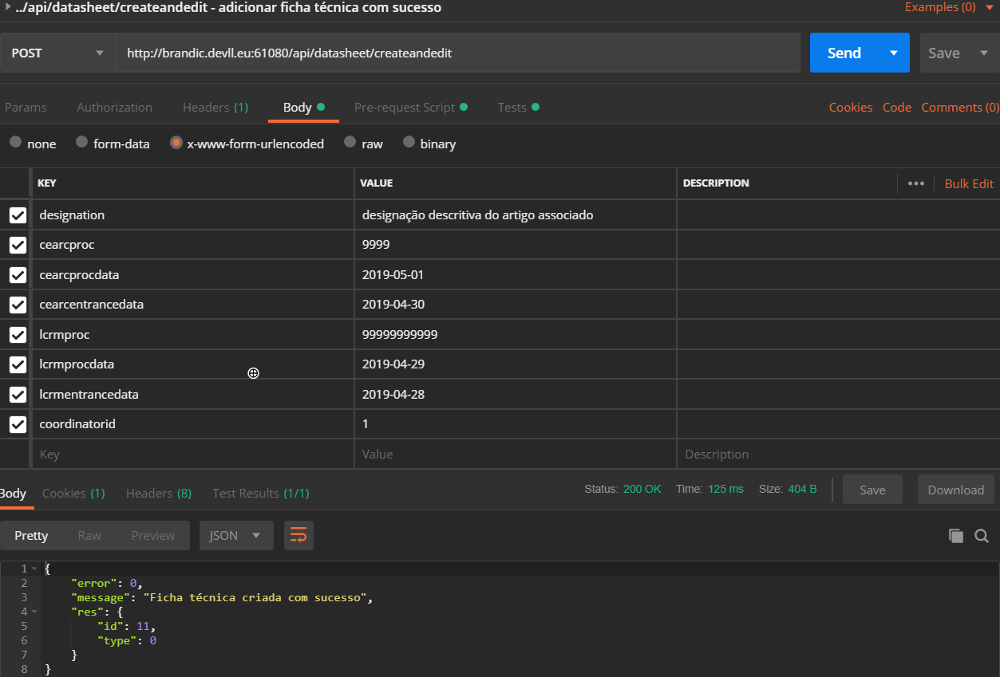 ../api/datasheet/createandedit - adicionar ficha técnica com sucesso Examples (0)
POST http://brandic.devll.eu:61080/api/datasheet/createandedit Send Save
Params Authorization Headers (1) Body Pre-request Script Tests Cookies Code Comments (0)
none form-data x-www-form-urlencoded raw binary
KEY VALUE DESCRIPTION ••• Bulk Edit
designation designação descritiva do artigo associado
cearcproc 9999
cearcprocdata 2019-05-01
cearcentrancedata 2019-04-30
lcrmproc 99999999999
lcrmprocdata 2019-04-29
lcrmentrancedata 2019-04-28
coordinatorid 1
Key Value Description
Body Cookies (1) Headers (8) Test Results (1/1) Status: 200 OK Time: 125 ms Size: 404 B Save Download
Pretty Raw Preview JSON
1 {
2 "error": 0,
3 "message": "Ficha técnica criada com sucesso",
4 "res": {
5 "id": 11,
6 "type": 0
7 }
8 }